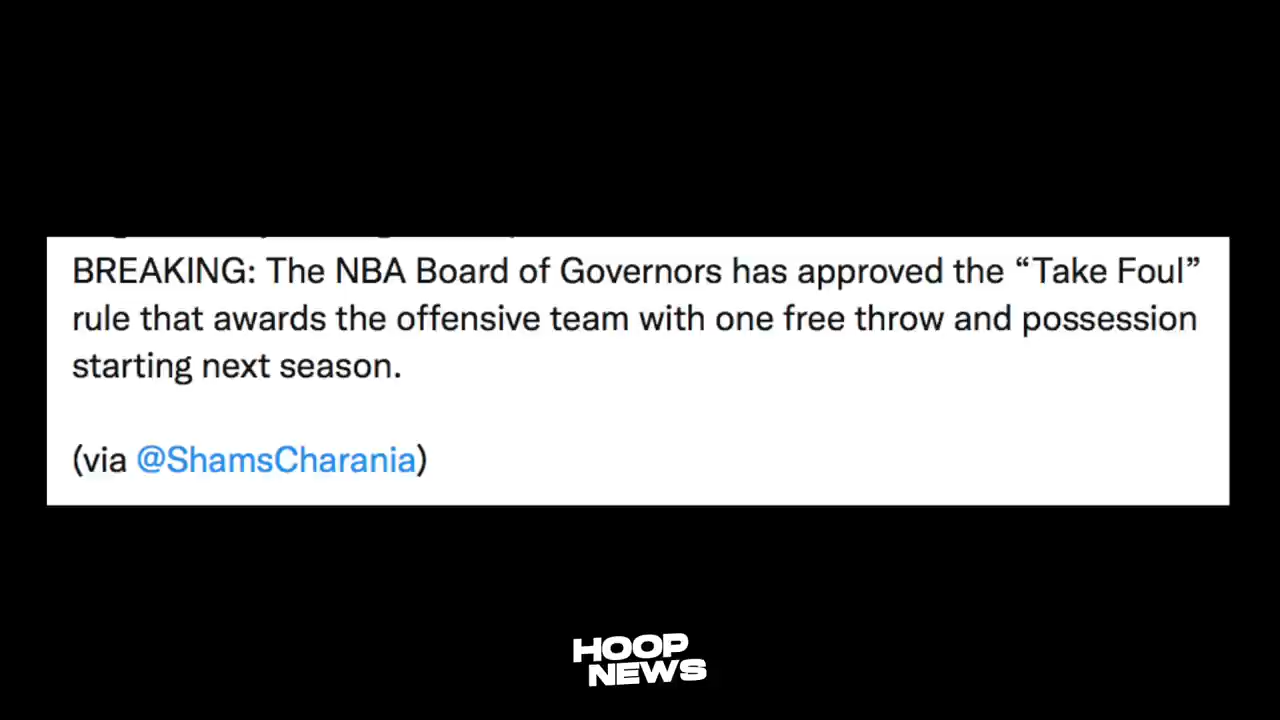 BREAKING: The NBA Board of Governors has approved the “Take Foul”
rule that awards the offensive team with one free throw and possession
starting next season.
(via @ShamsCharania)
HOOP
NEWS